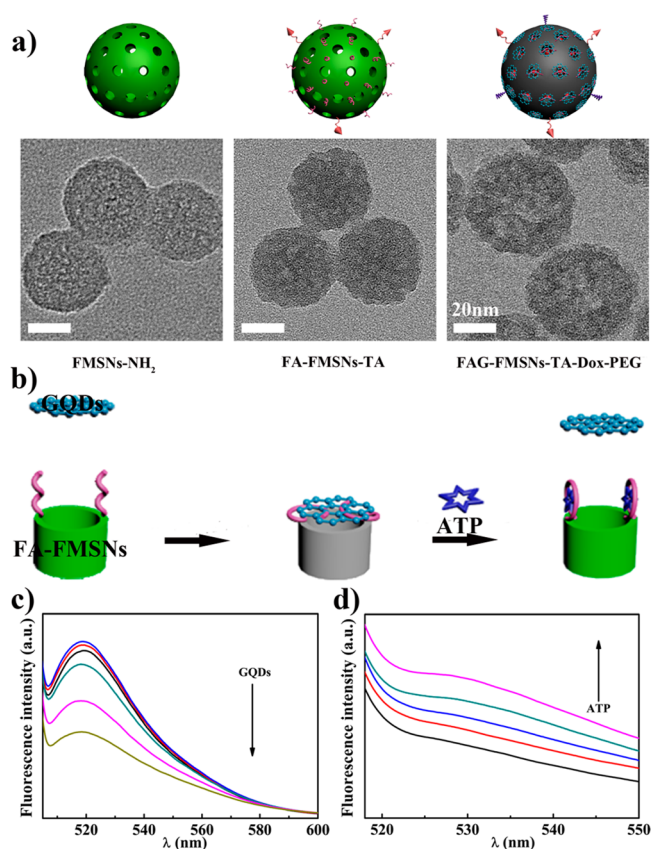 a)
20nm
FMSNs-NH₂
FA-FMSNs-TA
FAG-FMSNs-TA-Dox-PEG
b)
GQDs
FA-FMSNs
ATP
c)
Fluorescence intensity (a.u.)
GQDs
520 540 560 580 600
λ (nm)
d)
Fluorescence intensity (a.u.)
ATP
520 530 540 550
λ (nm)